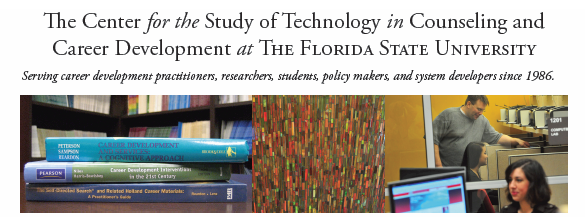 The Center for the Study of Technology in Counseling and
Career Development at The Florida State University
Serving career development practitioners, researchers, students, policy makers, and system developers since 1986.
PETERSON
SAMPSON
REARDON
CAREER DEVELOPMENT
A COGNITIVE APPROACH
PEARSON
Career Development Interventions
in the 21st Century
The Self-Directed Search® and Related Holland Career Materials:
A Practitioner's Guide
1201
COMPUTER
LAB